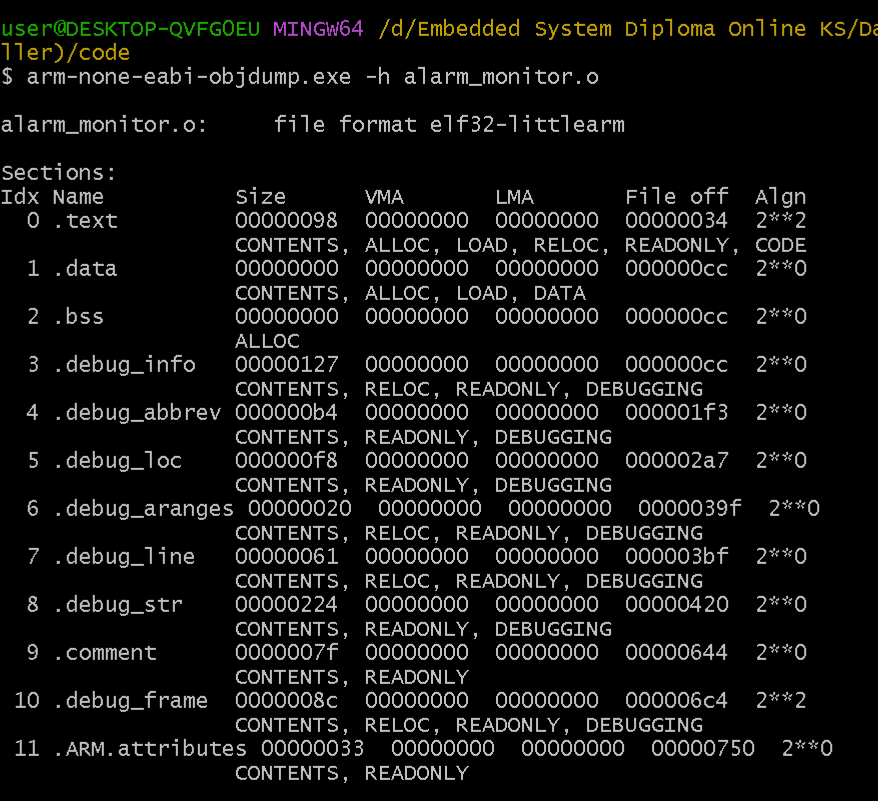 user@DESKTOP-QVFG0EU MINGW64 /d/Embedded System Diploma Online KS/Da
ller)/code
$ arm-none-eabi-objdump.exe -h alarm_monitor.o
alarm_monitor.o:     file format elf32-littlearm
Sections:
Idx Name          Size      VMA       LMA       File off  Algn
  0 .text         00000098  00000000  00000000  00000034  2**2
                  CONTENTS, ALLOC, LOAD, RELOC, READONLY, CODE
  1 .data         00000000  00000000  00000000  000000cc  2**0
                  CONTENTS, ALLOC, LOAD, DATA
  2 .bss          00000000  00000000  00000000  000000cc  2**0
                  ALLOC
  3 .debug_info   00000127  00000000  00000000  000000cc  2**0
                  CONTENTS, RELOC, READONLY, DEBUGGING
  4 .debug_abbrev 000000b4  00000000  00000000  000001f3  2**0
                  CONTENTS, READONLY, DEBUGGING
  5 .debug_loc    000000f8  00000000  00000000  000002a7  2**0
                  CONTENTS, READONLY, DEBUGGING
  6 .debug_aranges 00000020  00000000  00000000  0000039f  2**0
                  CONTENTS, RELOC, READONLY, DEBUGGING
  7 .debug_line   00000061  00000000  00000000  000003bf  2**0
                  CONTENTS, RELOC, READONLY, DEBUGGING
  8 .debug_str    00000224  00000000  00000000  00000420  2**0
                  CONTENTS, READONLY, DEBUGGING
  9 .comment      0000007f  00000000  00000000  00000644  2**0
                  CONTENTS, READONLY
 10 .debug_frame  0000008c  00000000  00000000  000006c4  2**2
                  CONTENTS, RELOC, READONLY, DEBUGGING
 11 .ARM.attributes 00000033  00000000  00000000  00000750  2**0
                  CONTENTS, READONLY